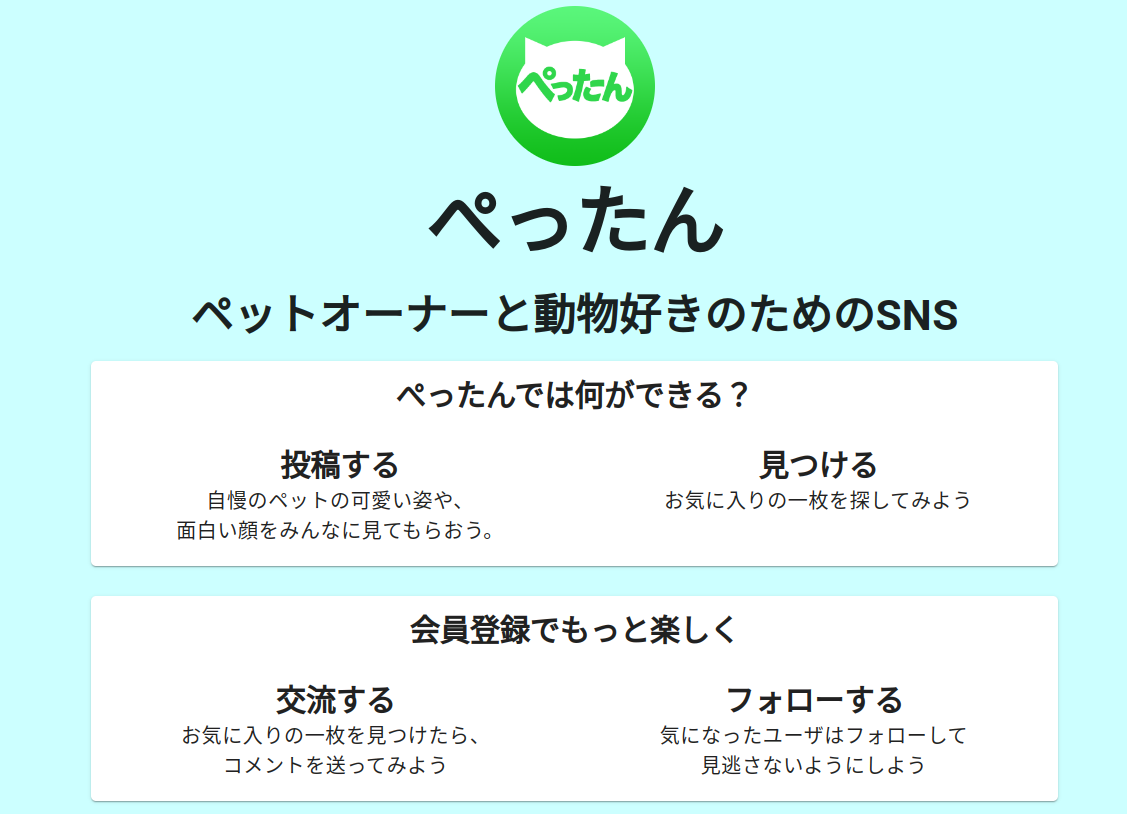 ぺったん
ぺったん
ペットオーナーと動物好きのためのSNS
ぺったんでは何ができる？
投稿する
自慢のペットの可愛い姿や、
面白い顔をみんなに見てもらおう。
見つける
お気に入りの一枚を探してみよう
会員登録でもっと楽しく
交流する
お気に入りの一枚を見つけたら、
コメントを送ってみよう
フォローする
気になったユーザはフォローして
見逃さないようにしよう